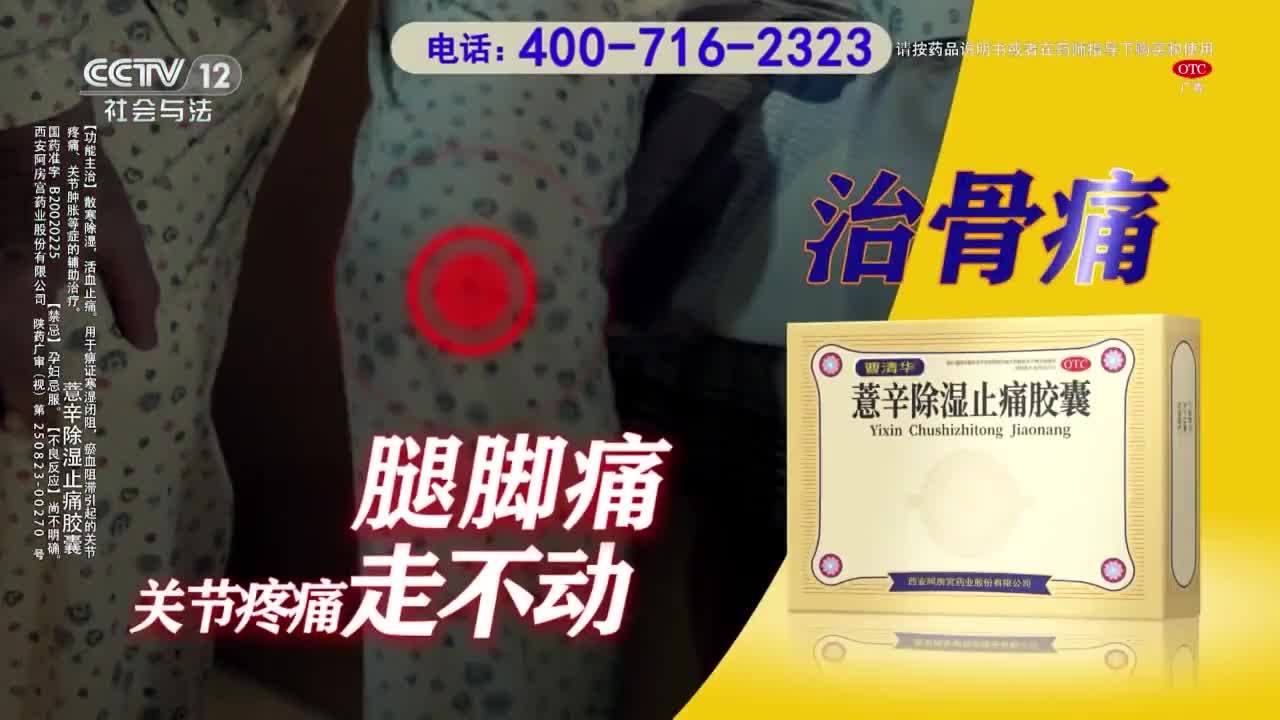 电话：400-716-2323
请按药品说明书或者在药师指导下购买和使用
OTC
广告
CCTV 12
社会与法
【功能主治】散寒除湿，活血止痛。用于痹证寒湿闭阻，瘀血阻滞引起的关节
疼痛、关节肿胀等症的辅助治疗。
薏辛除湿止痛胶囊
国药准字 B20020225 【禁忌】孕妇忌服。【不良反应】尚不明确。
西安阿房宫药业股份有限公司 陕药广审（视）第 250823-00270 号
治骨痛
曹清华
OTC
薏辛除湿止痛胶囊
Yixin Chushizhitong Jiaonang
西安阿房宫药业股份有限公司
腿脚痛
关节疼痛走不动